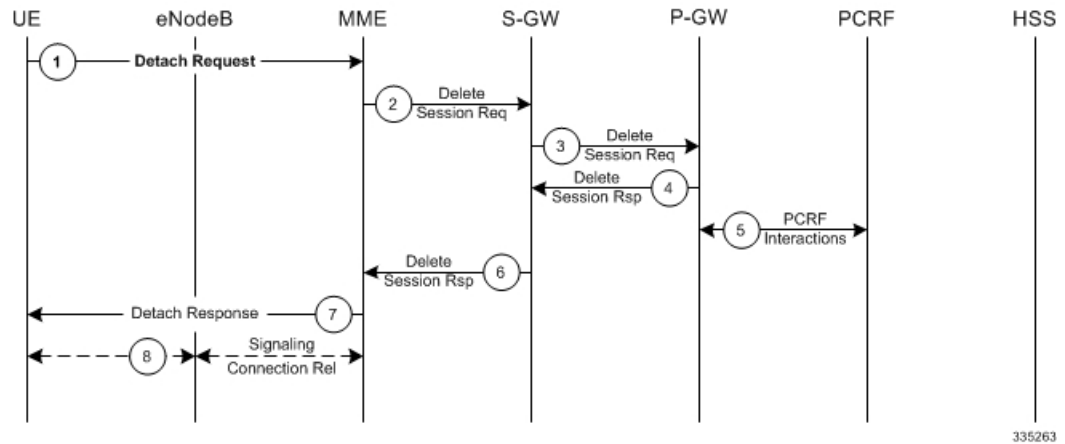 UE eNodeB MME S-GW P-GW PCRF HSS
1 Detach Request
2 Delete
Session Req
3 Delete
Session Req
Delete 4
Session Rsp
5 PCRF
Interactions
Delete 6
Session Rsp
Detach Response 7
8 Signaling
Connection Rel
335263